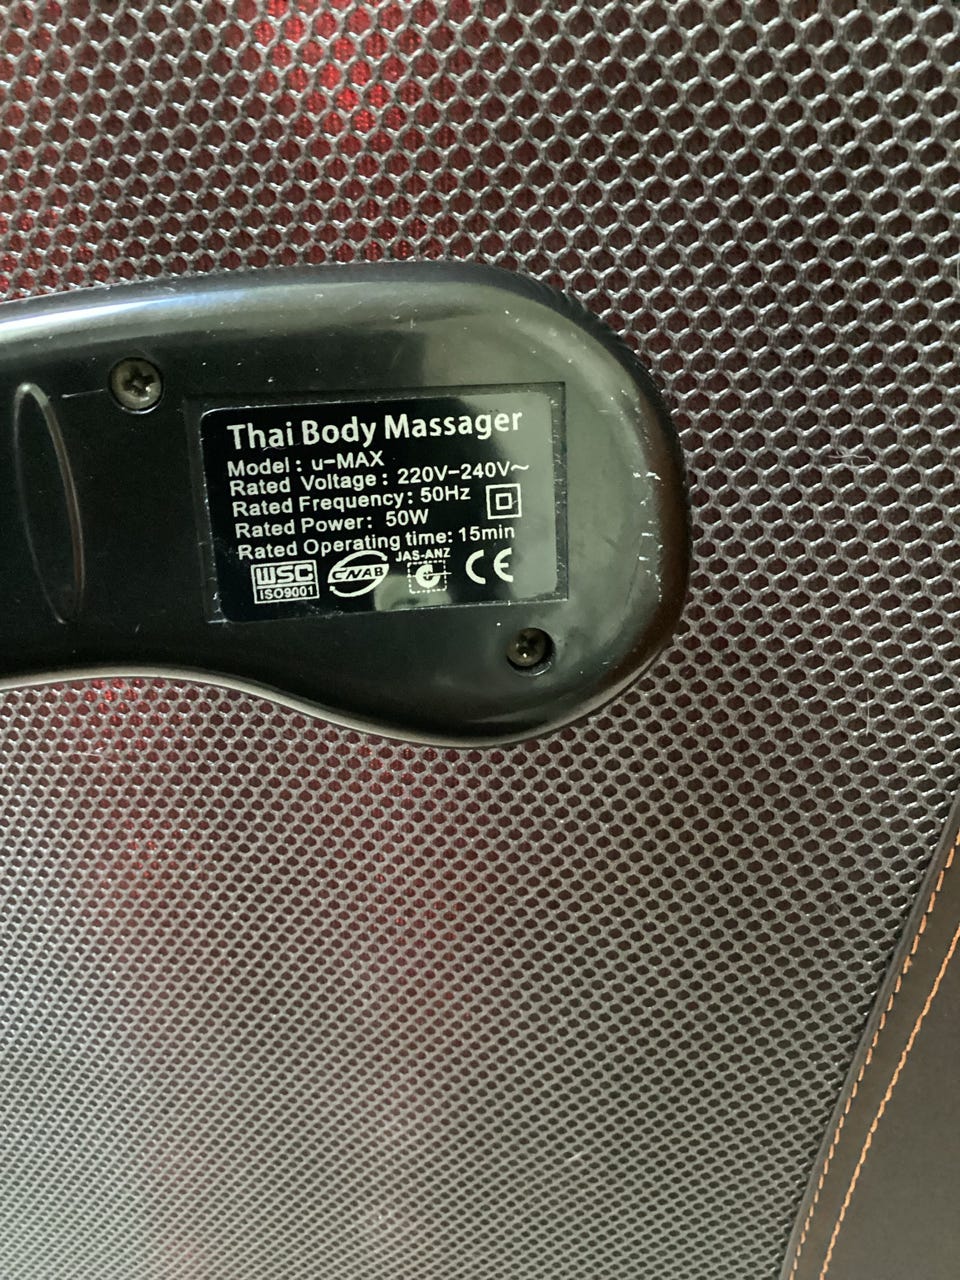 Thai Body Massager
Model : u-MAX
Rated Voltage : 220V-240V~
Rated Frequency: 50Hz
Rated Power: 50W
Rated Operating time: 15min
JAS-ANZ
WSC
CNAB
CE
ISO9001